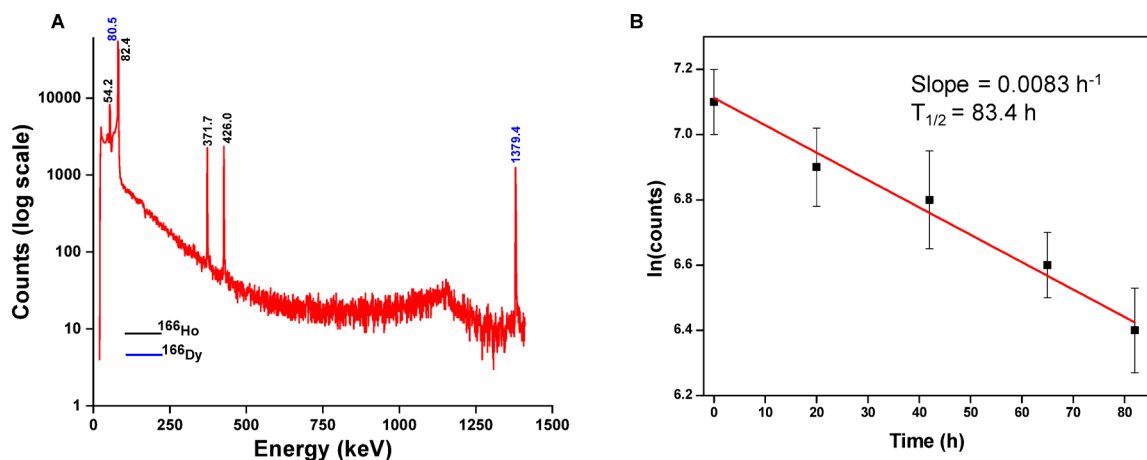 A
80.5
82.4
54.2
371.7
426.0
1379.4
10000
1000
100
10
1
Counts (log scale)
166Ho
166Dy
0 250 500 750 1000 1250 1500
Energy (keV)
B
Slope = 0.0083 h-1
T1/2 = 83.4 h
7.2
7.0
6.8
6.6
6.4
6.2
ln(counts)
0 10 20 30 40 50 60 70 80
Time (h)